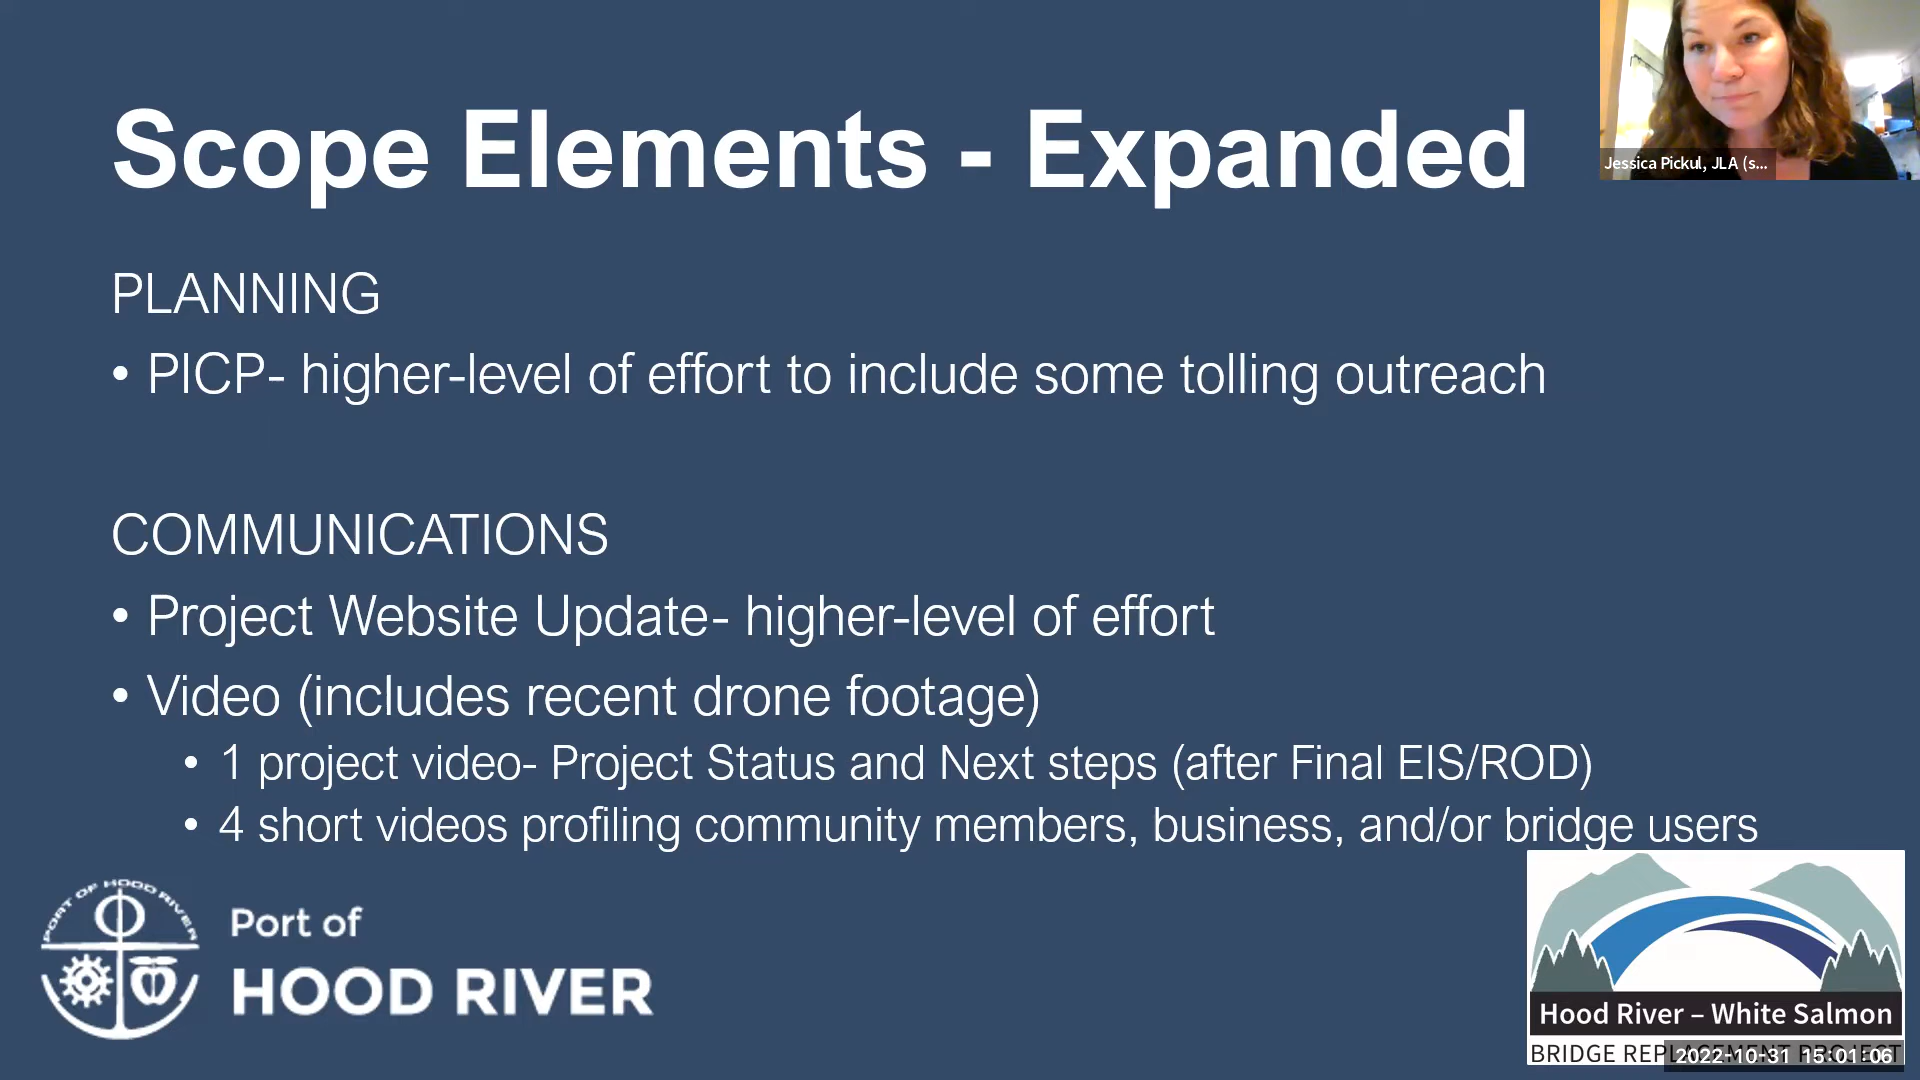 Scope Elements - Expanded
Jessica Pickul, JLA (s...
PLANNING
• PICP- higher-level of effort to include some tolling outreach
COMMUNICATIONS
• Project Website Update- higher-level of effort
• Video (includes recent drone footage)
• 1 project video- Project Status and Next steps (after Final EIS/ROD)
• 4 short videos profiling community members, business, and/or bridge users
PORT OF HOOD RIVER
Port of
HOOD RIVER
Hood River – White Salmon
BRIDGE REPLACEMENT PROJECT
2022-10-31 15:01:06